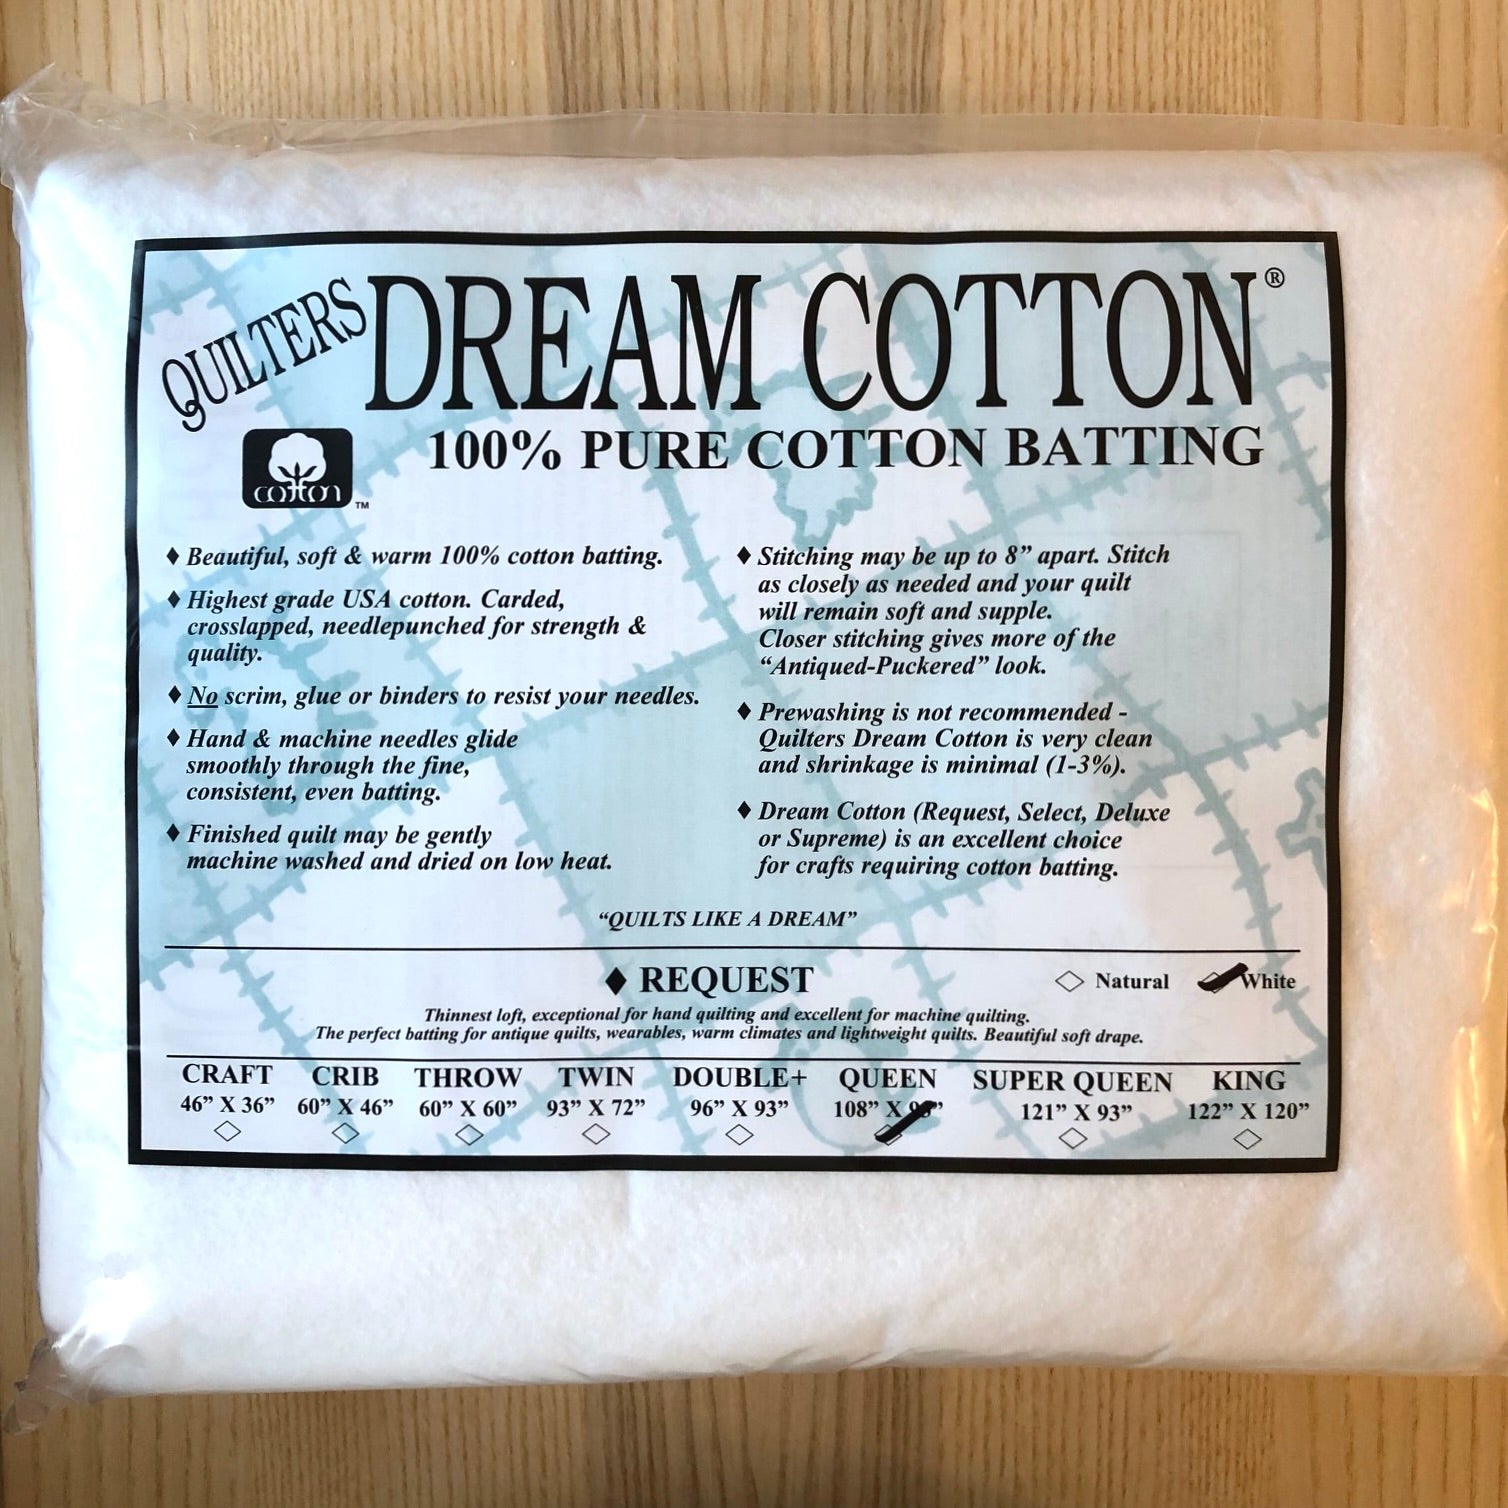 QUILTERS DREAM COTTON®
100% PURE COTTON BATTING
cotton TM
♦ Beautiful, soft & warm 100% cotton batting.
♦ Highest grade USA cotton. Carded,
crosslapped, needlepunched for strength &
quality.
♦ No scrim, glue or binders to resist your needles.
♦ Hand & machine needles glide
smoothly through the fine,
consistent, even batting.
♦ Finished quilt may be gently
machine washed and dried on low heat.
♦ Stitching may be up to 8” apart. Stitch
as closely as needed and your quilt
will remain soft and supple.
Closer stitching gives more of the
“Antiqued-Puckered” look.
♦ Prewashing is not recommended -
Quilters Dream Cotton is very clean
and shrinkage is minimal (1-3%).
♦ Dream Cotton (Request, Select, Deluxe
or Supreme) is an excellent choice
for crafts requiring cotton batting.
“QUILTS LIKE A DREAM”
♦ REQUEST ◇ Natural White
Thinnest loft, exceptional for hand quilting and excellent for machine quilting.
The perfect batting for antique quilts, wearables, warm climates and lightweight quilts. Beautiful soft drape.
CRAFT CRIB THROW TWIN DOUBLE+ QUEEN SUPER QUEEN KING
46” X 36” 60” X 46” 60” X 60” 93” X 72” 96” X 93” 108” X 121” X 93” 122” X 120”